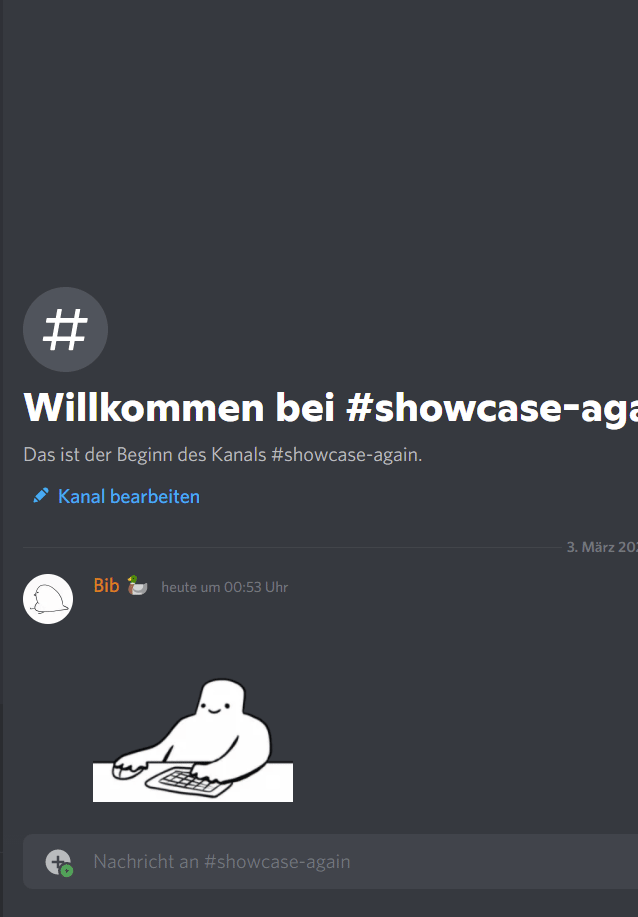 #
Willkommen bei #showcase-aga
Das ist der Beginn des Kanals #showcase-again.
Kanal bearbeiten
3. März 202
Bib 🦆 heute um 00:53 Uhr
Nachricht an #showcase-again